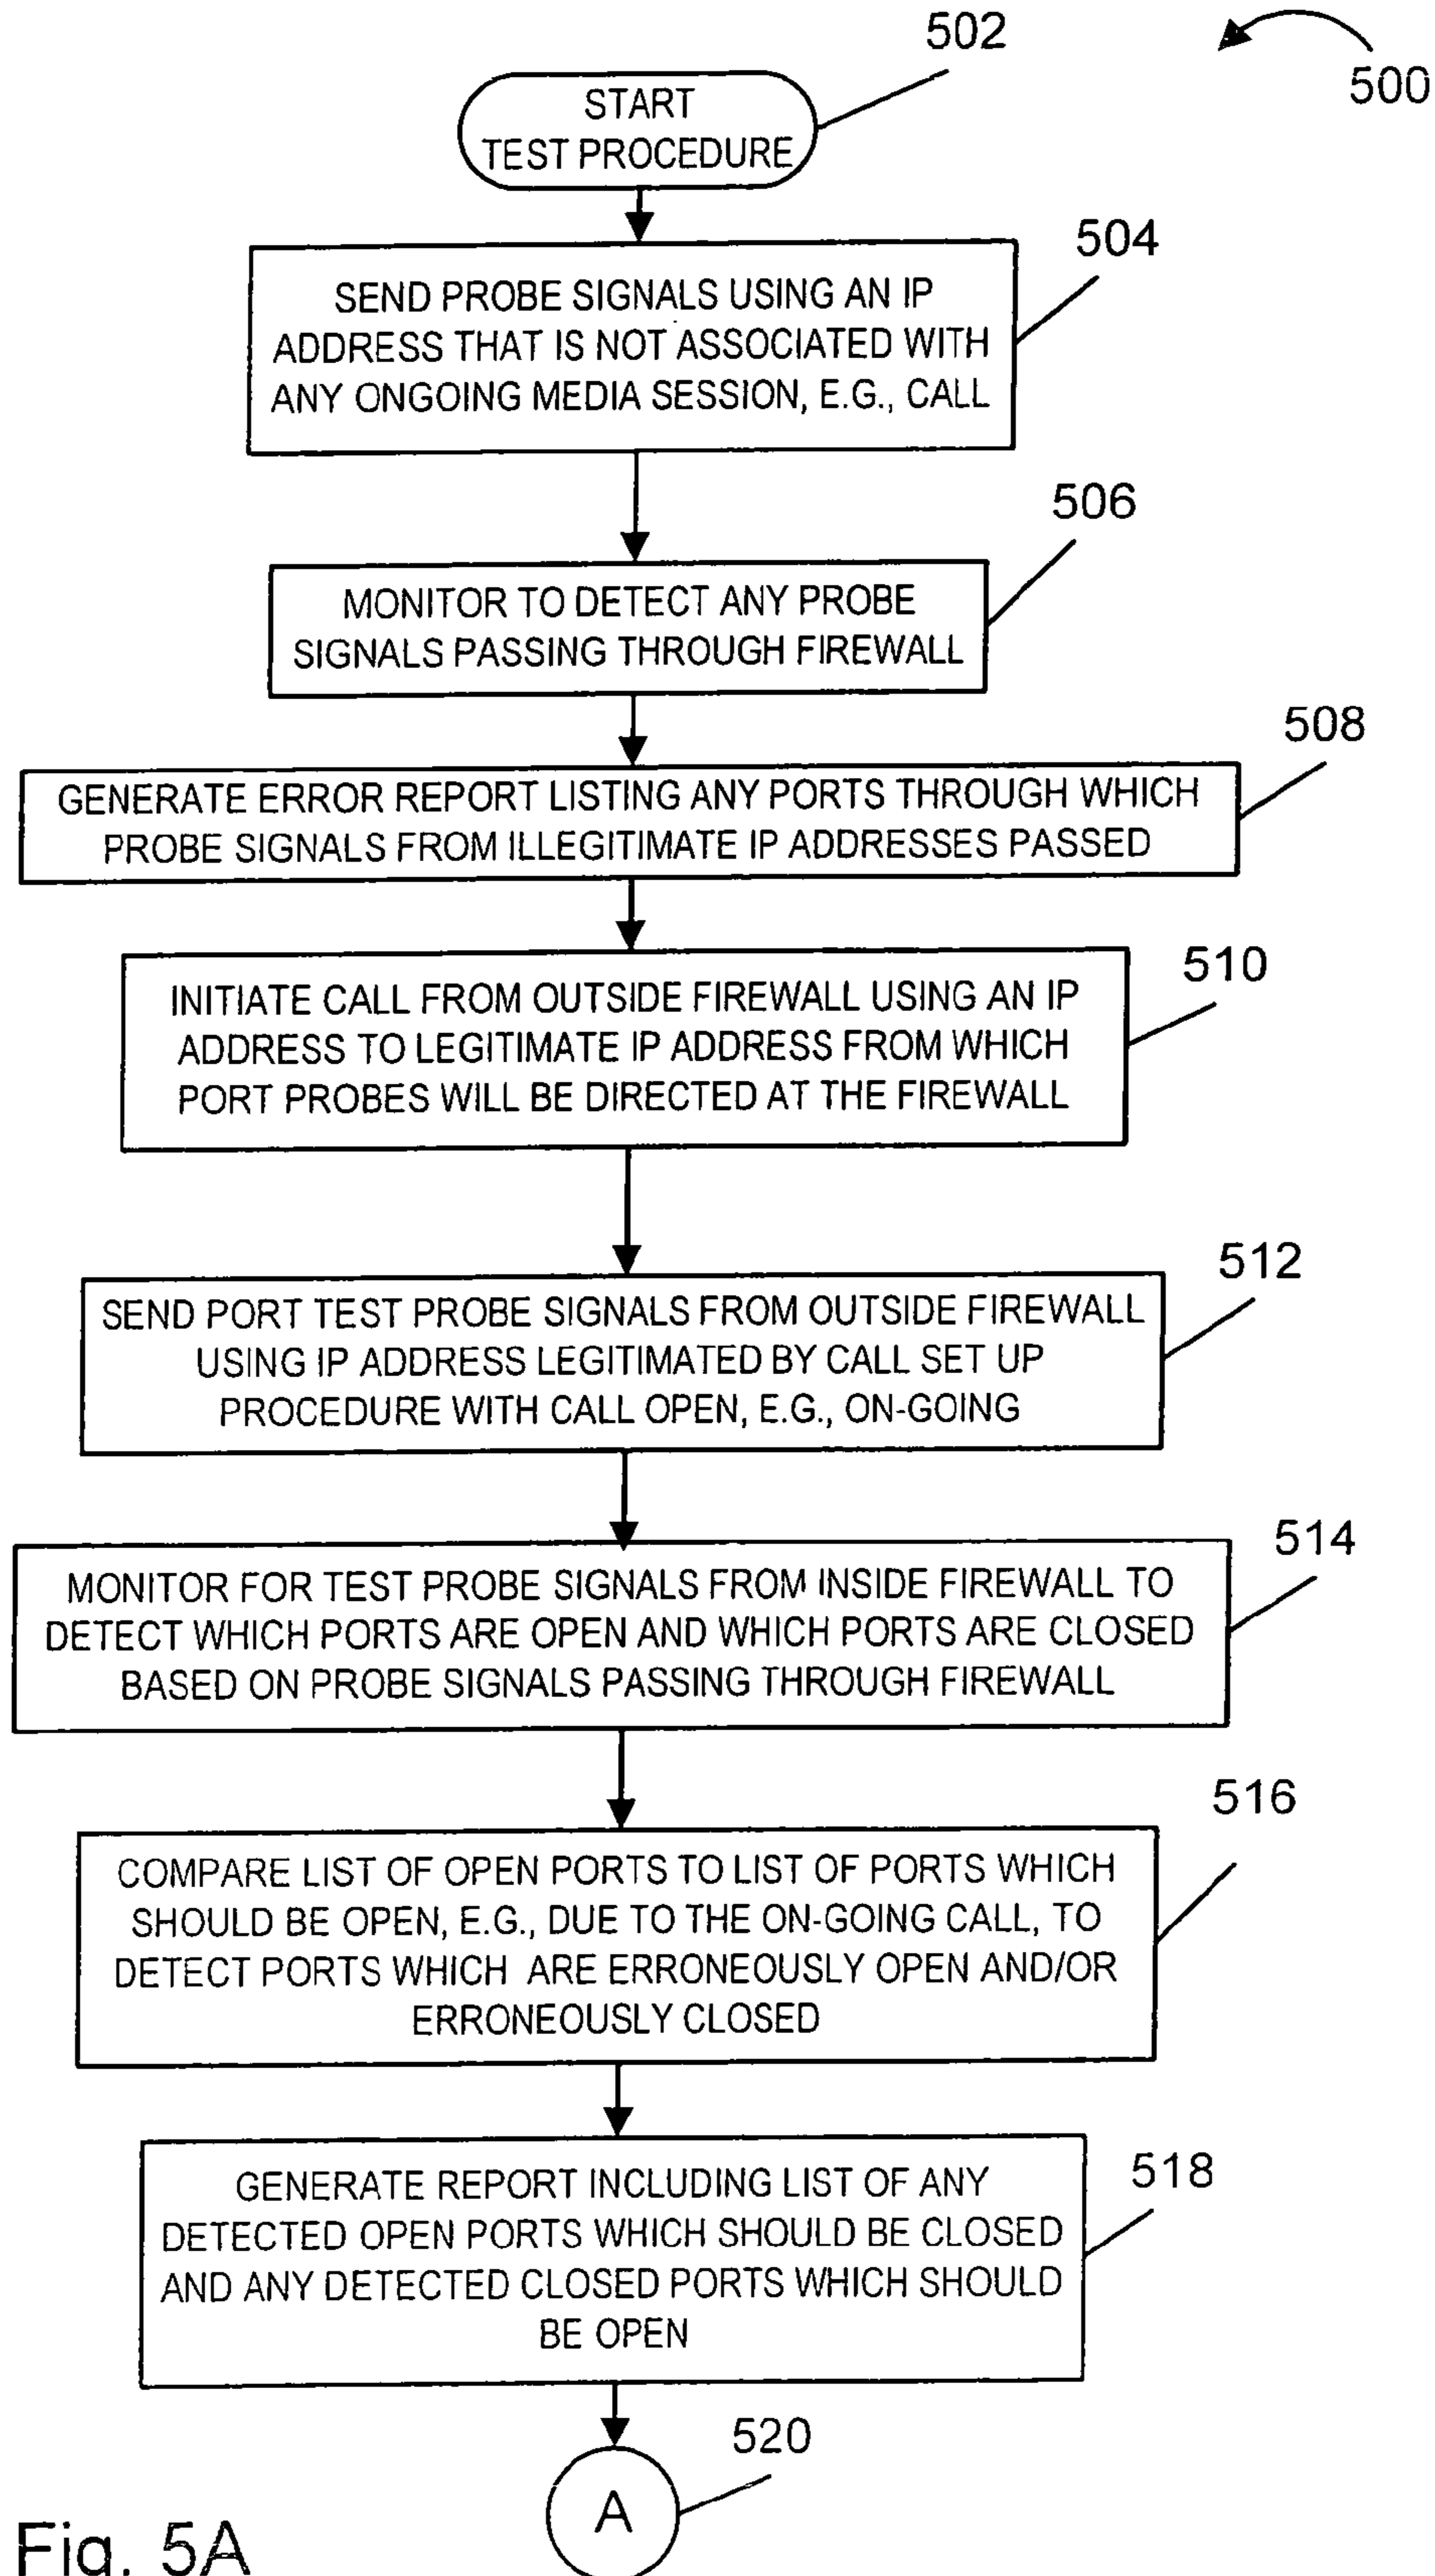 502
500
START
TEST PROCEDURE
504
SEND PROBE SIGNALS USING AN IP
ADDRESS THAT IS NOT ASSOCIATED WITH
ANY ONGOING MEDIA SESSION, E.G., CALL
506
MONITOR TO DETECT ANY PROBE
SIGNALS PASSING THROUGH FIREWALL
508
GENERATE ERROR REPORT LISTING ANY PORTS THROUGH WHICH
PROBE SIGNALS FROM ILLEGITIMATE IP ADDRESSES PASSED
510
INITIATE CALL FROM OUTSIDE FIREWALL USING AN IP
ADDRESS TO LEGITIMATE IP ADDRESS FROM WHICH
PORT PROBES WILL BE DIRECTED AT THE FIREWALL
512
SEND PORT TEST PROBE SIGNALS FROM OUTSIDE FIREWALL
USING IP ADDRESS LEGITIMATED BY CALL SET UP
PROCEDURE WITH CALL OPEN, E.G., ON-GOING
514
MONITOR FOR TEST PROBE SIGNALS FROM INSIDE FIREWALL TO
DETECT WHICH PORTS ARE OPEN AND WHICH PORTS ARE CLOSED
BASED ON PROBE SIGNALS PASSING THROUGH FIREWALL
516
COMPARE LIST OF OPEN PORTS TO LIST OF PORTS WHICH
SHOULD BE OPEN, E.G., DUE TO THE ON-GOING CALL, TO
DETECT PORTS WHICH ARE ERRONEOUSLY OPEN AND/OR
ERRONEOUSLY CLOSED
518
GENERATE REPORT INCLUDING LIST OF ANY
DETECTED OPEN PORTS WHICH SHOULD BE CLOSED
AND ANY DETECTED CLOSED PORTS WHICH SHOULD
BE OPEN
520
A
Fig. 5A